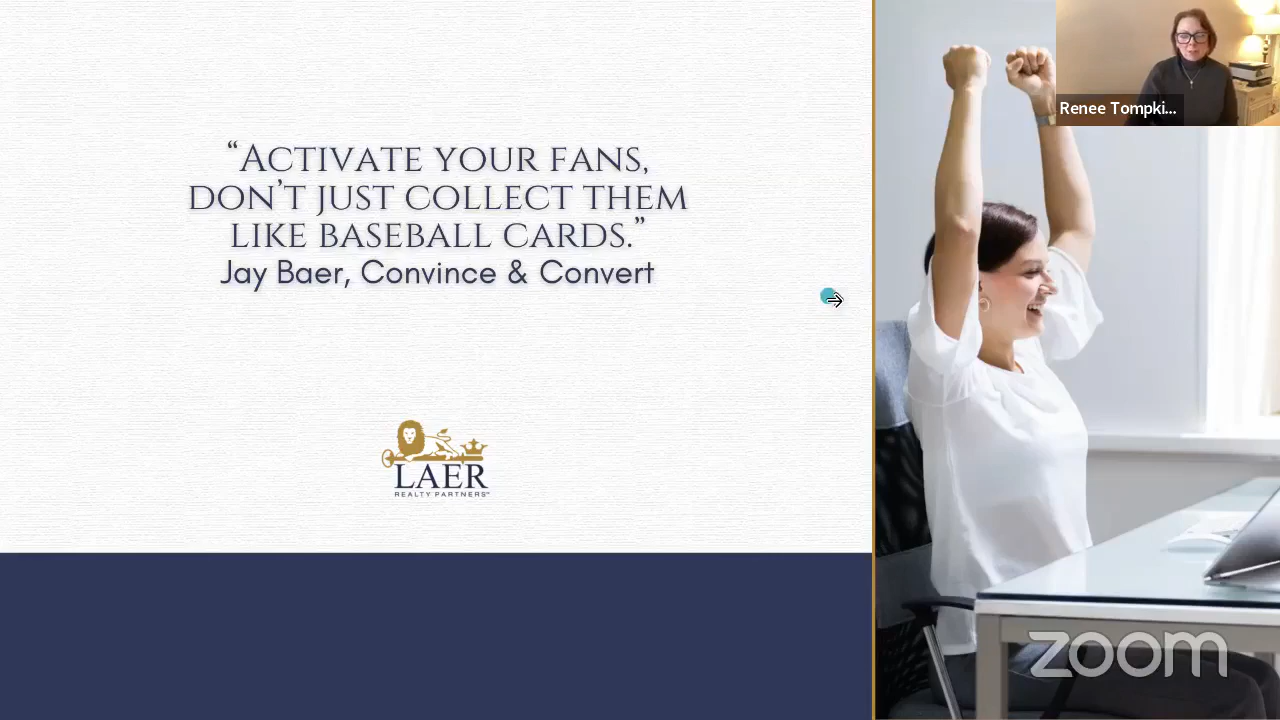 “Activate your fans,
don’t just collect them
like baseball cards.”
Jay Baer, Convince & Convert
LAER
REALTY PARTNERS
Renee Tompki...
zoom